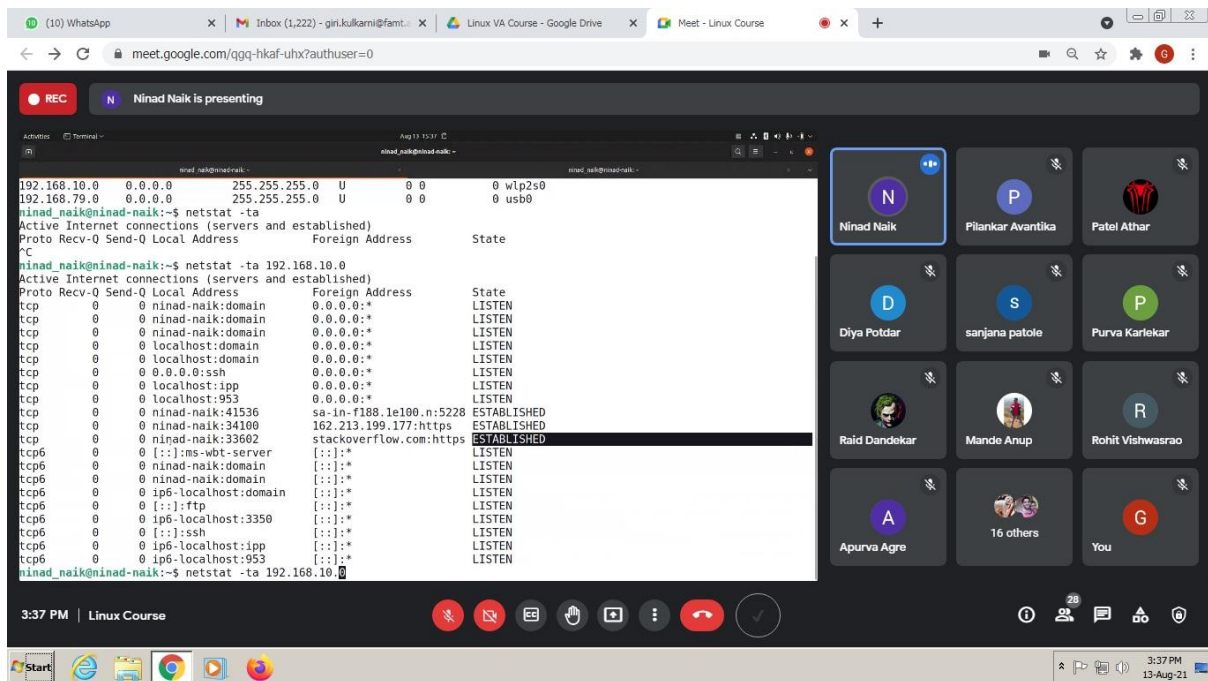 (10) WhatsApp
Inbox (1,222) - giri.kulkarni@famt.
Linux VA Course - Google Drive
Meet - Linux Course
meet.google.com/qgq-hkaf-uhx?authuser=0
G
REC
N Ninad Naik is presenting
Activities Terminal
Aug 13 15:37
ninad_naik@ninad-naik: ~
ninad_naik@ninad-naik: ~ ninad_naik@ninad-naik: ~
192.168.10.0 0.0.0.0 255.255.255.0 U 0 0 0 wlp2s0
192.168.79.0 0.0.0.0 255.255.255.0 U 0 0 0 usb0
ninad_naik@ninad-naik:~$ netstat -ta
Active Internet connections (servers and established)
Proto Recv-Q Send-Q Local Address Foreign Address State
^C
ninad_naik@ninad-naik:~$ netstat -ta 192.168.10.0
Active Internet connections (servers and established)
Proto Recv-Q Send-Q Local Address Foreign Address State
tcp 0 0 ninad-naik:domain 0.0.0.0:* LISTEN
tcp 0 0 ninad-naik:domain 0.0.0.0:* LISTEN
tcp 0 0 ninad-naik:domain 0.0.0.0:* LISTEN
tcp 0 0 localhost:domain 0.0.0.0:* LISTEN
tcp 0 0 localhost:domain 0.0.0.0:* LISTEN
tcp 0 0 0.0.0.0:ssh 0.0.0.0:* LISTEN
tcp 0 0 localhost:ipp 0.0.0.0:* LISTEN
tcp 0 0 localhost:953 0.0.0.0:* LISTEN
tcp 0 0 ninad-naik:41536 sa-in-f188.1e100.n:5228 ESTABLISHED
tcp 0 0 ninad-naik:34100 162.213.199.177:https ESTABLISHED
tcp 0 0 ninad-naik:33602 stackoverflow.com:https ESTABLISHED
tcp6 0 0 [::]:ms-wbt-server [::]:* LISTEN
tcp6 0 0 ninad-naik:domain [::]:* LISTEN
tcp6 0 0 ninad-naik:domain [::]:* LISTEN
tcp6 0 0 ip6-localhost:domain [::]:* LISTEN
tcp6 0 0 [::]:ftp [::]:* LISTEN
tcp6 0 0 ip6-localhost:3350 [::]:* LISTEN
tcp6 0 0 [::]:ssh [::]:* LISTEN
tcp6 0 0 ip6-localhost:ipp [::]:* LISTEN
tcp6 0 0 ip6-localhost:953 [::]:* LISTEN
ninad_naik@ninad-naik:~$ netstat -ta 192.168.10.0
N
P
Ninad Naik
Pilankar Avantika
Patel Athar
D
s
P
Diya Potdar
sanjana patole
Purva Karlekar
R
Raid Dandekar
Mande Anup
Rohit Vishwasrao
A
G
Apurva Agre
16 others
You
3:37 PM | Linux Course
28
Start
3:37 PM
13-Aug-21